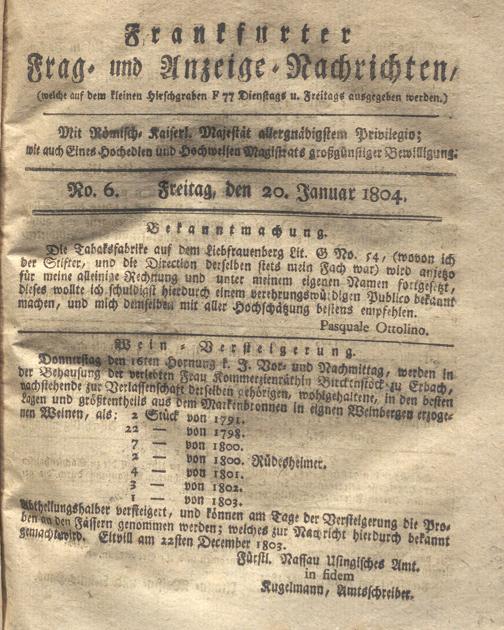 Frankfurter
Frag- und Anzeige-Nachrichten,
(welche auf dem kleinen Hirschgraben F 77 Dienstags u. Freitags ausgegeben werden.)
Mit Römisch-Kaiserl. Majestät allergnädigstem Privilegio;
wie auch Eines Hochedlen und Hochweisen Magistrats großgünstiger Bewilligung.
No. 6. Freitag, den 20. Januar 1804.
Bekanntmachung.
Die Tabaksfabrike auf dem Liebfrauenberg Lit. G No. 54, (wovon ich
der Stifter, und die Direction derselben stets mein Fach war) wird anjetzo
für meine alleinige Rechnung und unter meinem eigenen Namen fortgesetzt,
dieses wollte ich schuldigst hierdurch einem verehrungswürdigen Publico bekannt
machen, und mich demselben mit aller Hochschätzung bestens empfehlen.
Pasquale Ottolino.
Wein-Versteigerung.
Donnerstag den 16ten Hornung k. J. Vor- und Nachmittag, werden in
der Behausung der verlebten Frau Kommerzienräthin Birckenstock zu Erbach,
nachstehende zur Verlassenschaft derselben gehörigen, wohlgehaltene, in den besten
Lagen und größtentheils aus dem Markenbronnen in eignen Weinbergen erzoge-
nen Weinen, als: 2 Stück von 1791.
22 — von 1798.
7 — von 1800.
2 — von 1800. Rüdesheimer.
4 — von 1801.
3 — von 1802.
1 — von 1803.
Abtheilungshalber versteigert, und können am Tage der Versteigerung die Pro-
ben an den Fässern genommen werden; welches zur Nachricht hierdurch bekannt
gemacht wird. Eltvill am 22sten December 1803.
Fürstl. Nassau Usingisches Amt.
in fidem
Kugelmann, Amtschreiber.